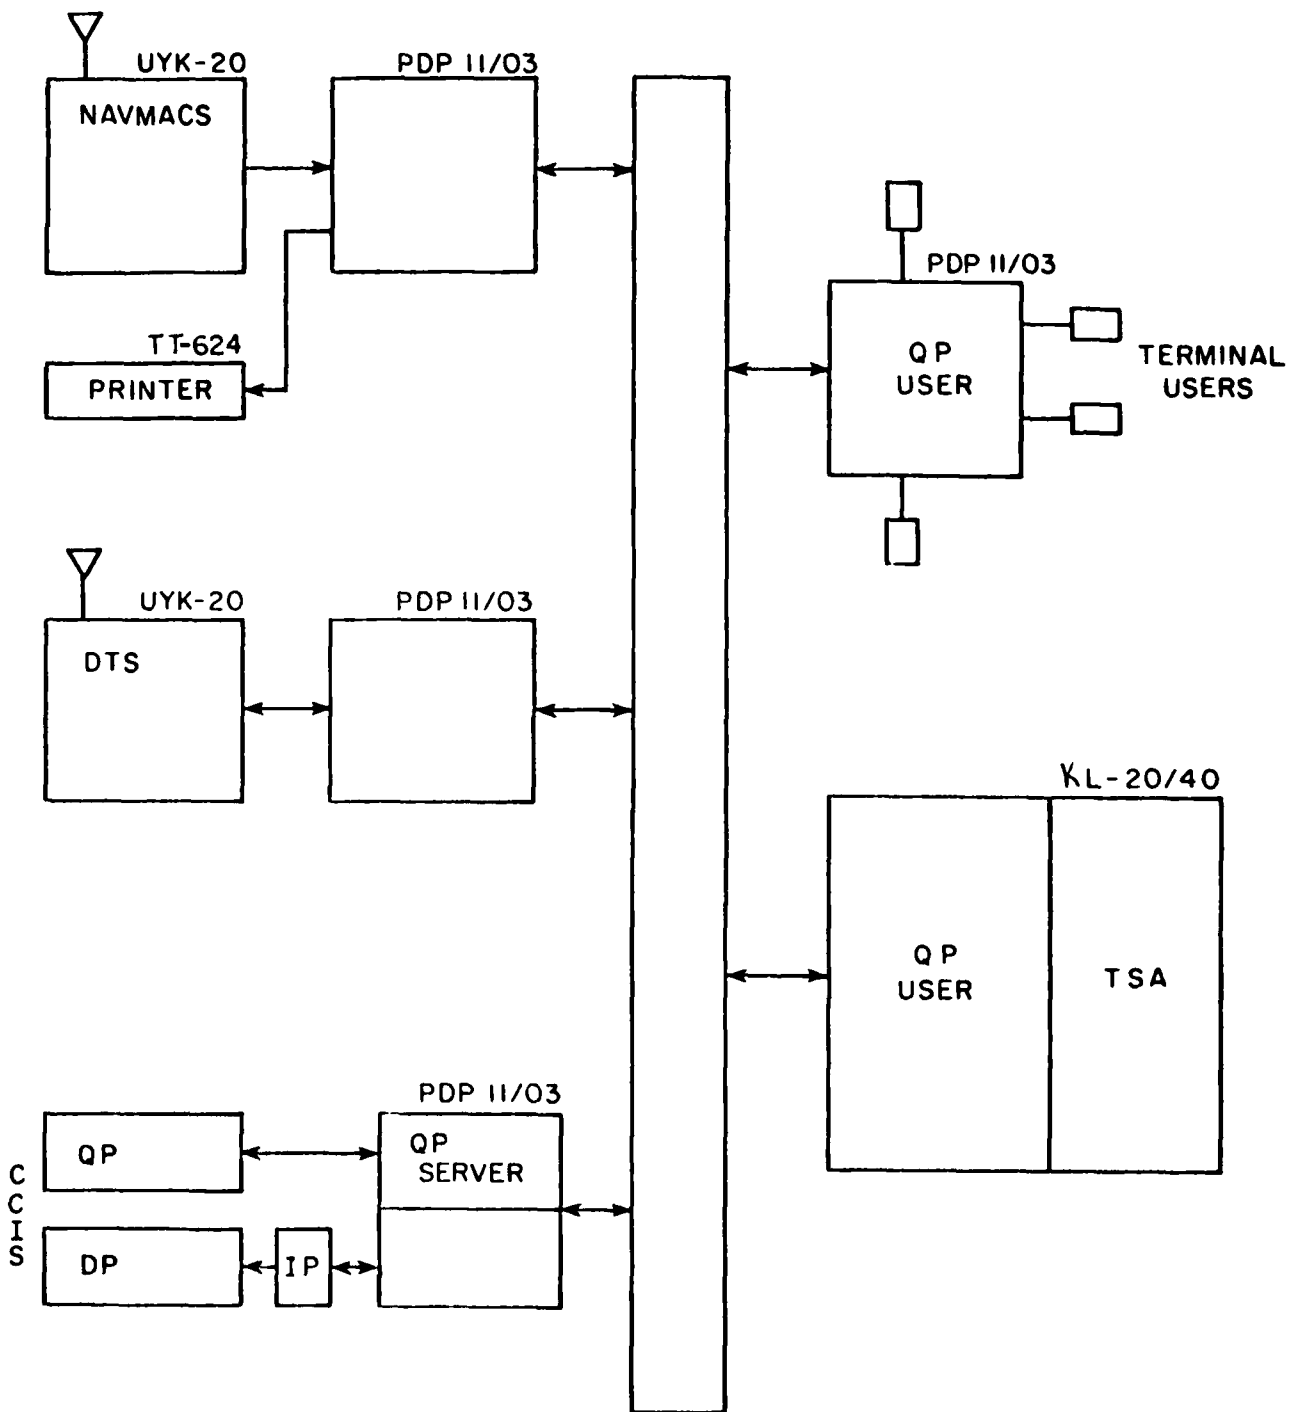 UYK-20
PDP 11/03
NAVMACS
TT-624
PRINTER
PDP 11/03
QP
USER
TERMINAL
USERS
UYK-20
PDP 11/03
DTS
KL-20/40
QP
USER
TSA
PDP 11/03
CCIS
QP
QP
SERVER
DP
IP